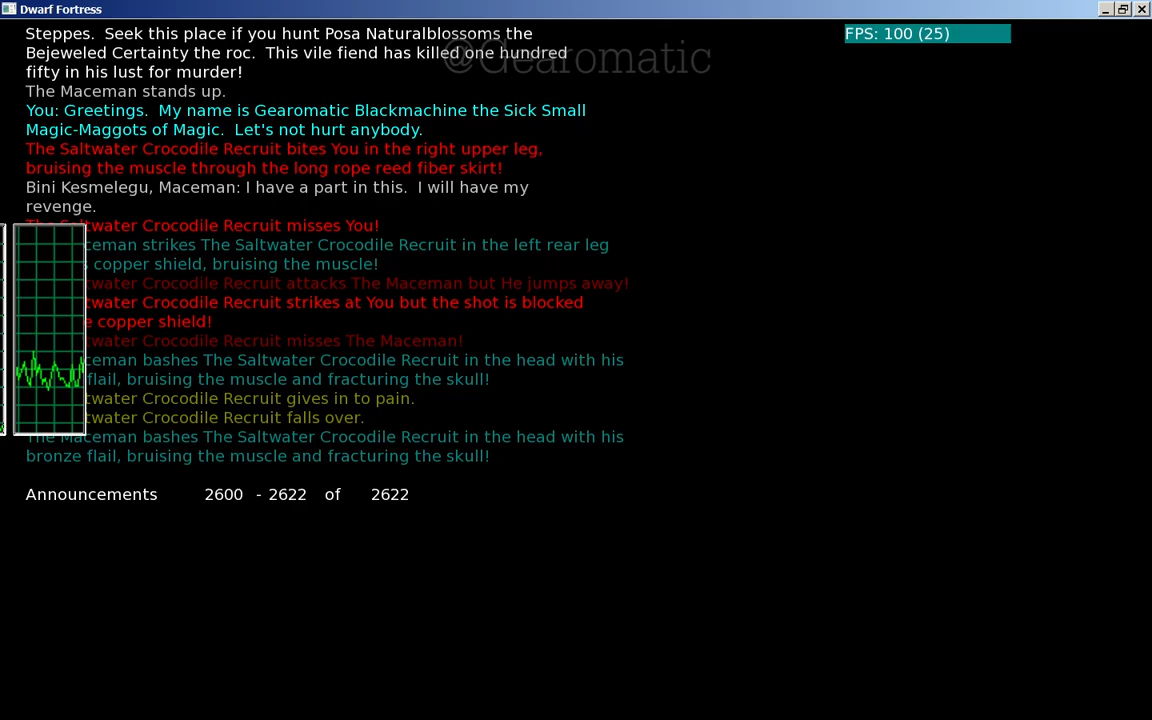 Dwarf Fortress
Steppes.  Seek this place if you hunt Posa Naturalblossoms the
Bejeweled Certainty the roc.  This vile fiend has killed one hundred
fifty in his lust for murder!
The Maceman stands up.
You: Greetings.  My name is Gearomatic Blackmachine the Sick Small
Magic-Maggots of Magic.  Let's not hurt anybody.
The Saltwater Crocodile Recruit bites You in the right upper leg,
bruising the muscle through the long rope reed fiber skirt!
Bini Kesmelegu, Maceman: I have a part in this.  I will have my
revenge.
The Saltwater Crocodile Recruit misses You!
ceman strikes The Saltwater Crocodile Recruit in the left rear leg
copper shield, bruising the muscle!
twater Crocodile Recruit attacks The Maceman but He jumps away!
twater Crocodile Recruit strikes at You but the shot is blocked
e copper shield!
twater Crocodile Recruit misses The Maceman!
ceman bashes The Saltwater Crocodile Recruit in the head with his
flail, bruising the muscle and fracturing the skull!
twater Crocodile Recruit gives in to pain.
twater Crocodile Recruit falls over.
The Maceman bashes The Saltwater Crocodile Recruit in the head with his
bronze flail, bruising the muscle and fracturing the skull!
Announcements 2600 - 2622 of 2622
FPS: 100 (25)
@Gearomatic